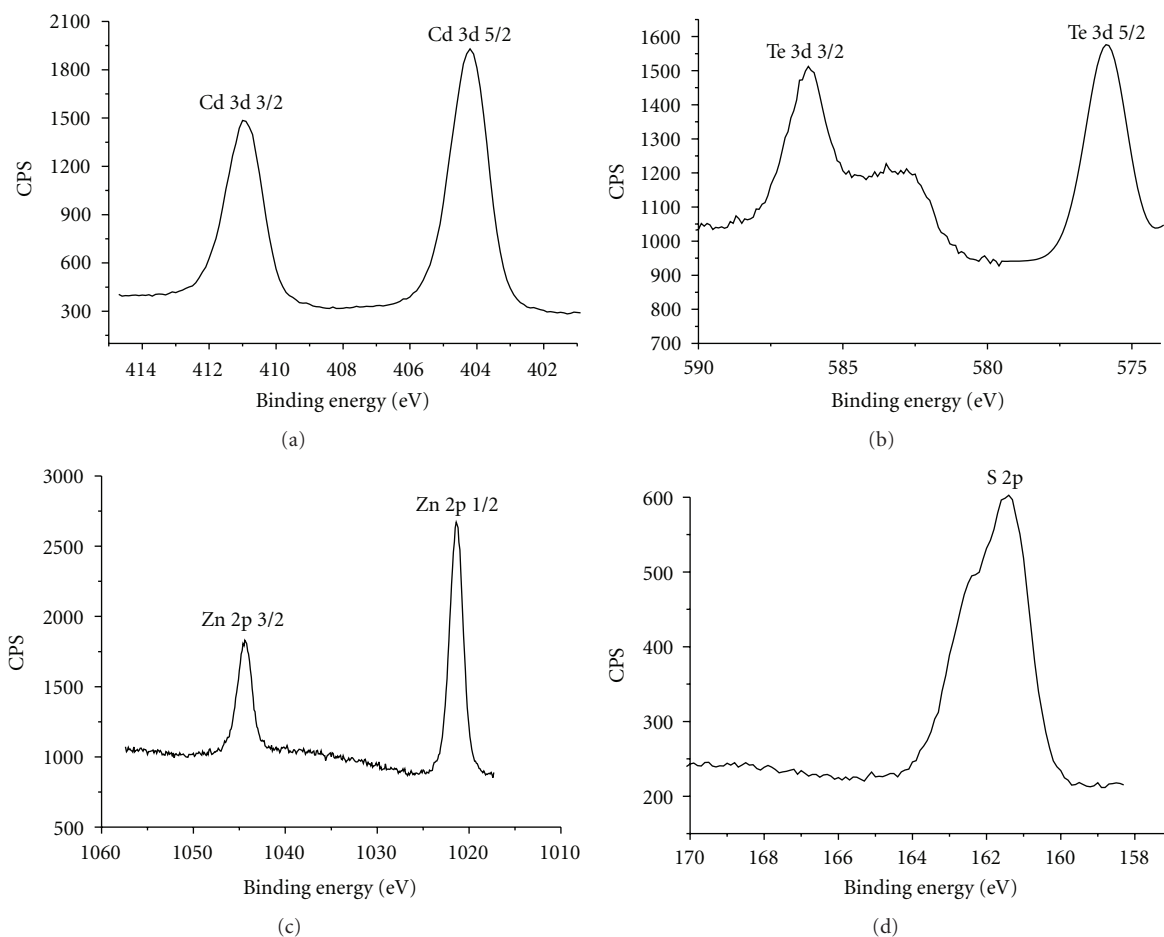 2100
1800
1500
1200
900
600
300
CPS
Cd 3d 3/2
Cd 3d 5/2
414 411 410 408 406 405 404 402
Binding energy (eV)
(a)
1600
1500
1400
1300
1200
1100
1000
900
800
700
CPS
Te 3d 3/2
Te 3d 5/2
590 585 580 575
Binding energy (eV)
(b)
3000
2500
2000
1500
1000
500
CPS
Zn 2p 3/2
Zn 2p 1/2
1060 1050 1040 1030 1020 1010
Binding energy (eV)
(c)
600
500
400
300
200
CPS
S 2p
170 168 166 164 162 160 158
Binding energy (eV)
(d)